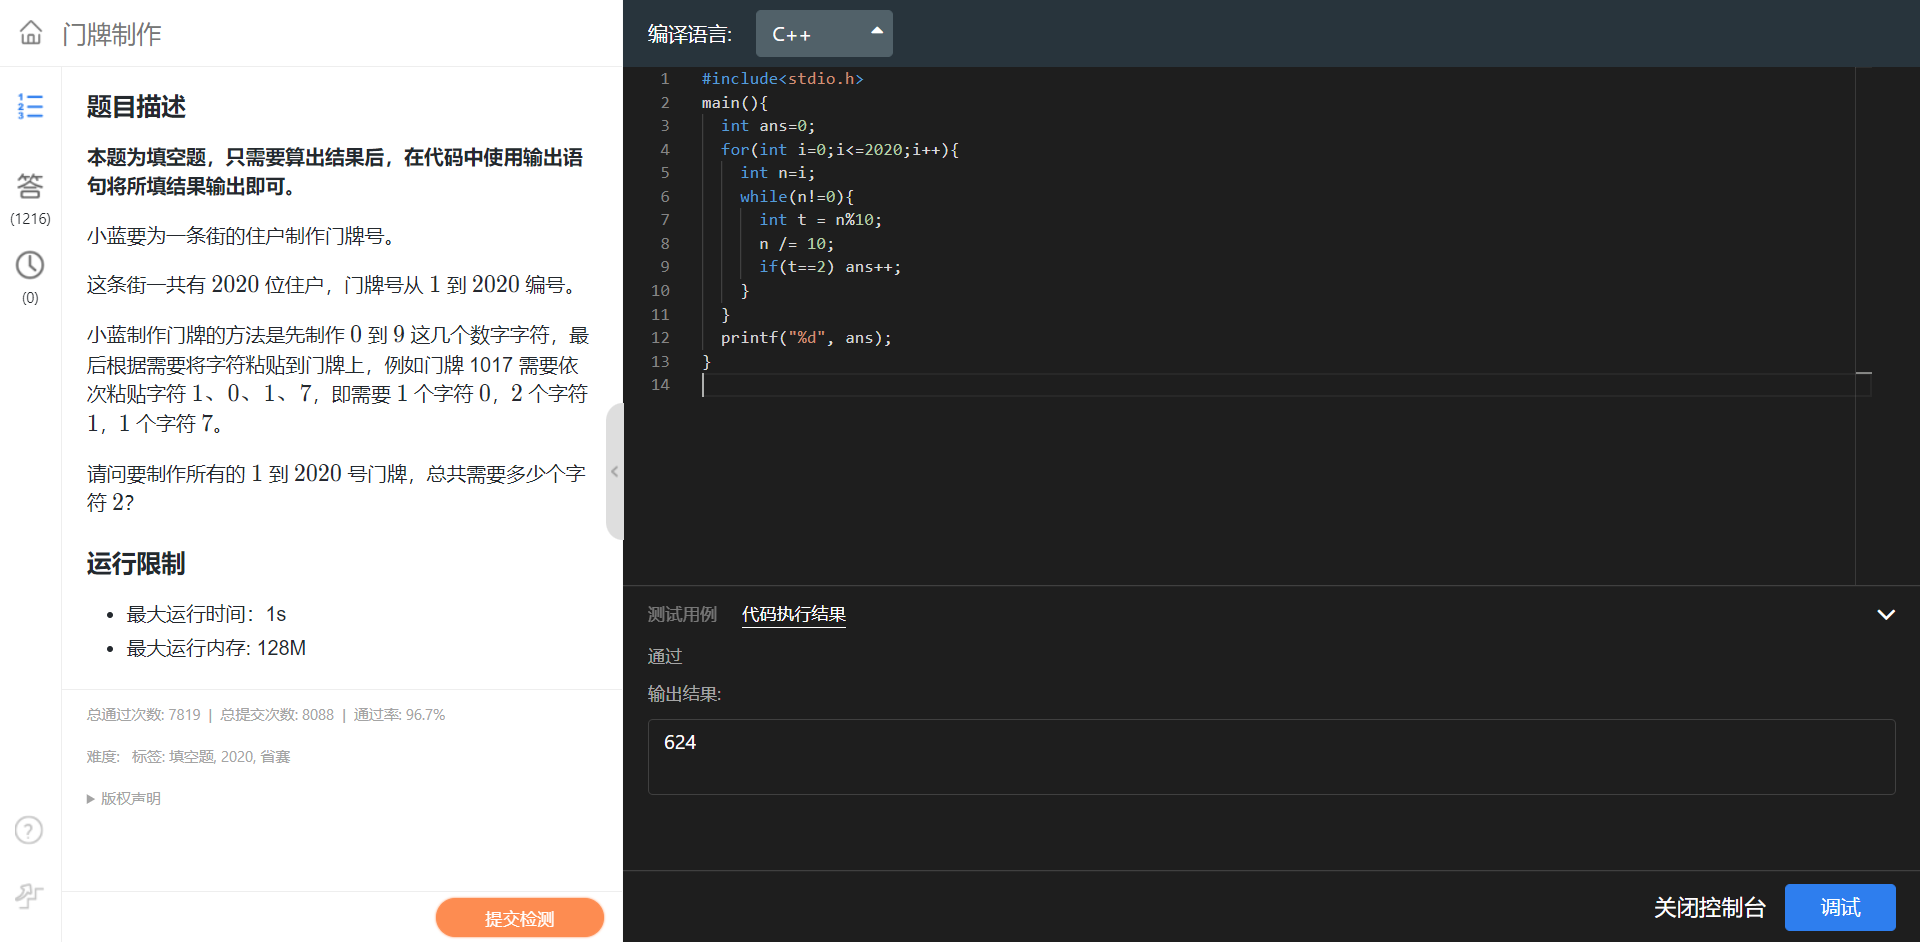 门牌制作
编译语言:
C++
题目描述
本题为填空题，只需要算出结果后，在代码中使用输出语
句将所填结果输出即可。
小蓝要为一条街的住户制作门牌号。
这条街一共有 2020 位住户，门牌号从 1 到 2020 编号。
小蓝制作门牌的方法是先制作 0 到 9 这几个数字字符，最
后根据需要将字符粘贴到门牌上，例如门牌 1017 需要依
次粘贴字符 1、0、1、7，即需要 1 个字符 0，2 个字符
1，1 个字符 7。
请问要制作所有的 1 到 2020 号门牌，总共需要多少个字
符 2？
运行限制
• 最大运行时间：1s
• 最大运行内存: 128M
总通过次数: 7819 | 总提交次数: 8088 | 通过率: 96.7%
难度: 标签: 填空题, 2020, 省赛
▶ 版权声明
提交检测
1
2
3
答
(1216)
(0)
?
1 #include<stdio.h>
2 main(){
3   int ans=0;
4   for(int i=0;i<=2020;i++){
5     int n=i;
6     while(n!=0){
7       int t = n%10;
8       n /= 10;
9       if(t==2) ans++;
10     }
11   }
12   printf("%d", ans);
13 }
14
测试用例 代码执行结果
通过
输出结果:
624
关闭控制台 调试